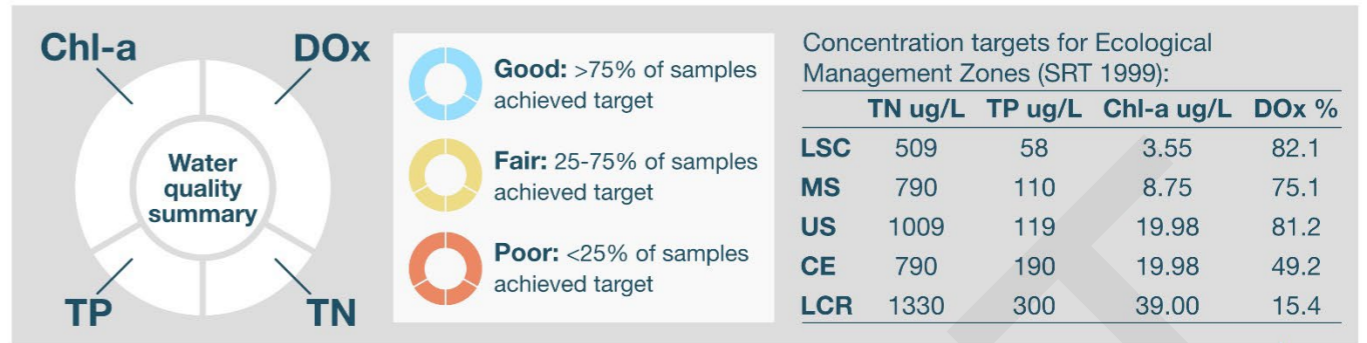 Chl-a
DOx
Water
quality
summary
TP
TN
Good: >75% of samples
achieved target
Fair: 25-75% of samples
achieved target
Poor: <25% of samples
achieved target
Concentration targets for Ecological
Management Zones (SRT 1999):
TN ug/L TP ug/L Chl-a ug/L DOx %
LSC 509 58 3.55 82.1
MS 790 110 8.75 75.1
US 1009 119 19.98 81.2
CE 790 190 19.98 49.2
LCR 1330 300 39.00 15.4